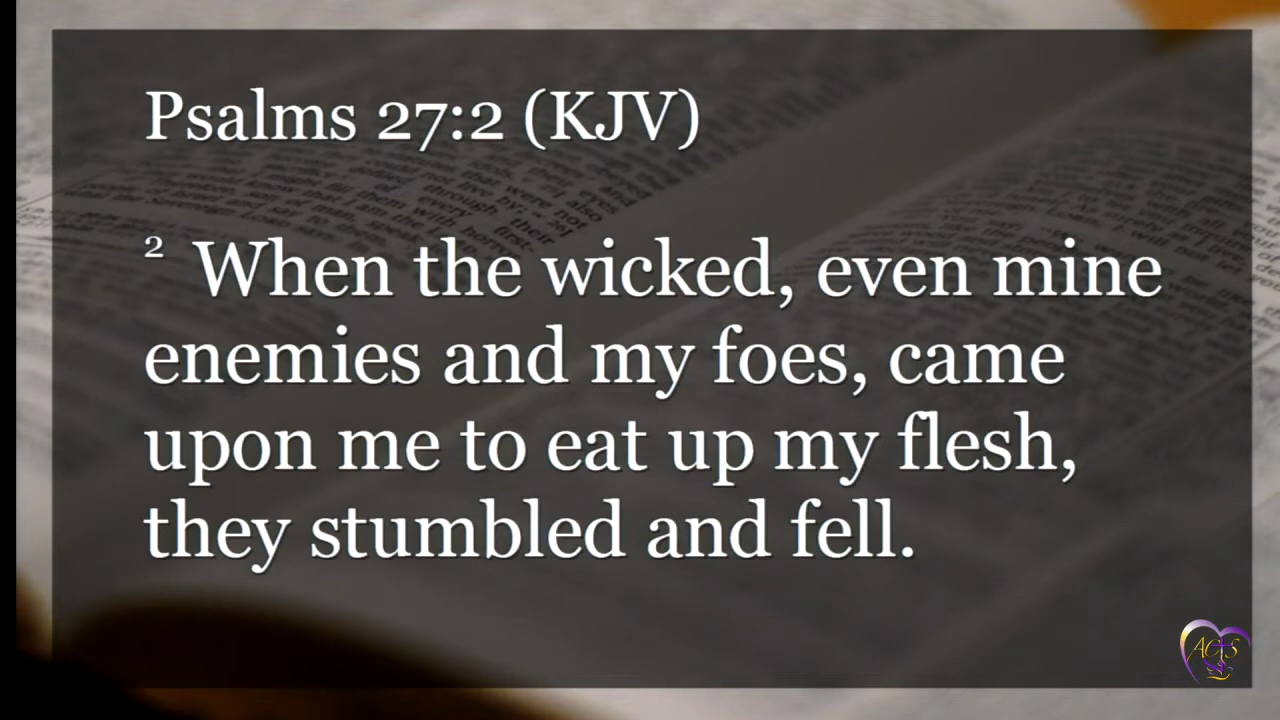 Psalms 27:2 (KJV)
2 When the wicked, even mine
enemies and my foes, came
upon me to eat up my flesh,
they stumbled and fell.